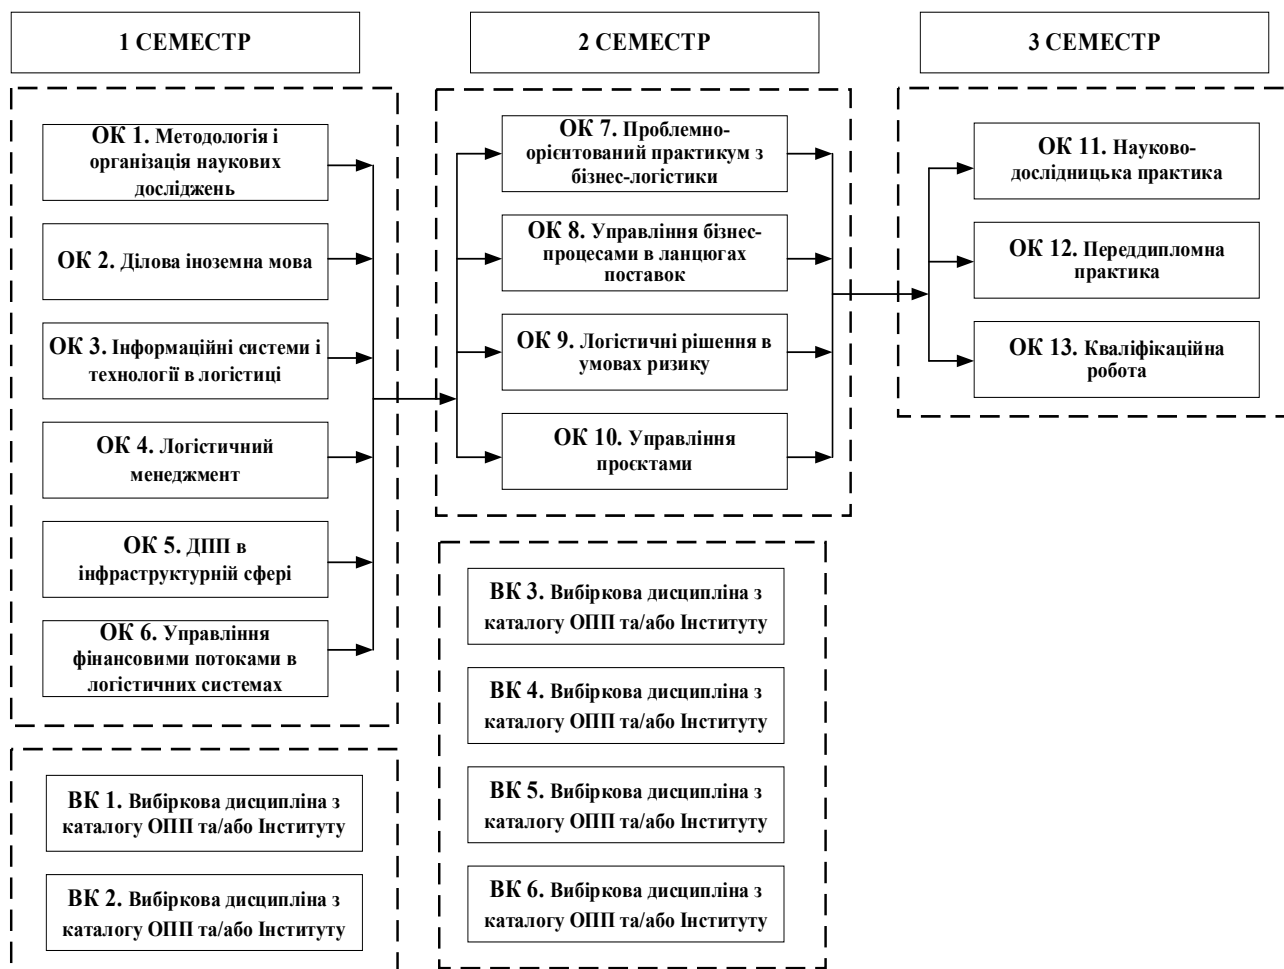 1 СЕМЕСТР
ОК 1. Методологія і
організація наукових
досліджень
ОК 2. Ділова іноземна мова
ОК 3. Інформаційні системи і
технології в логістиці
ОК 4. Логістичний
менеджмент
ОК 5. ДПП в
інфраструктурній сфері
ОК 6. Управління
фінансовими потоками в
логістичних системах
ВК 1. Вибіркова дисципліна з
каталогу ОПП та/або Інституту
ВК 2. Вибіркова дисципліна з
каталогу ОПП та/або Інституту
2 СЕМЕСТР
ОК 7. Проблемно-
орієнтований практикум з
бізнес-логістики
ОК 8. Управління бізнес-
процесами в ланцюгах
поставок
ОК 9. Логістичні рішення в
умовах ризику
ОК 10. Управління
проєктами
ВК 3. Вибіркова дисципліна з
каталогу ОПП та/або Інституту
ВК 4. Вибіркова дисципліна з
каталогу ОПП та/або Інституту
ВК 5. Вибіркова дисципліна з
каталогу ОПП та/або Інституту
ВК 6. Вибіркова дисципліна з
каталогу ОПП та/або Інституту
3 СЕМЕСТР
ОК 11. Науково-
дослідницька практика
ОК 12. Переддипломна
практика
ОК 13. Кваліфікаційна
робота